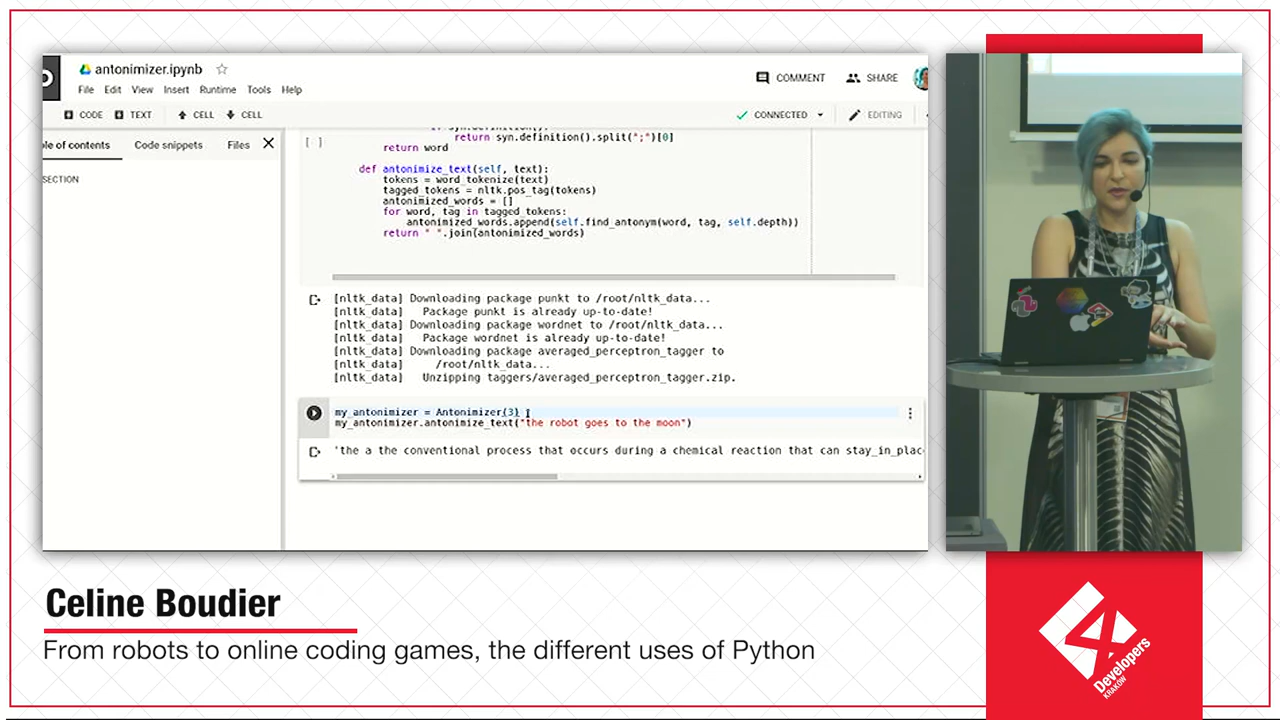 antonimizer.ipynb
File Edit View Insert Runtime Tools Help
COMMENT SHARE
CODE TEXT CELL CELL
CONNECTED EDITING
le of contents Code snippets Files
SECTION
return syn.definition().split(";")[0]
return word
def antonimize_text(self, text):
tokens = word_tokenize(text)
tagged_tokens = nltk.pos_tag(tokens)
antonimized_words = []
for word, tag in tagged_tokens:
antonimized_words.append(self.find_antonym(word, tag, self.depth))
return " ".join(antonimized_words)
[nltk_data] Downloading package punkt to /root/nltk_data...
[nltk_data] Package punkt is already up-to-date!
[nltk_data] Downloading package wordnet to /root/nltk_data...
[nltk_data] Package wordnet is already up-to-date!
[nltk_data] Downloading package averaged_perceptron_tagger to
[nltk_data] /root/nltk_data...
[nltk_data] Unzipping taggers/averaged_perceptron_tagger.zip.
my_antonimizer = Antonimizer(3)
my_antonimizer.antonimize_text("the robot goes to the moon")
'the a the conventional process that occurs during a chemical reaction that can stay_in_plac
Celine Boudier
From robots to online coding games, the different uses of Python
4
Developers
KRAKOW